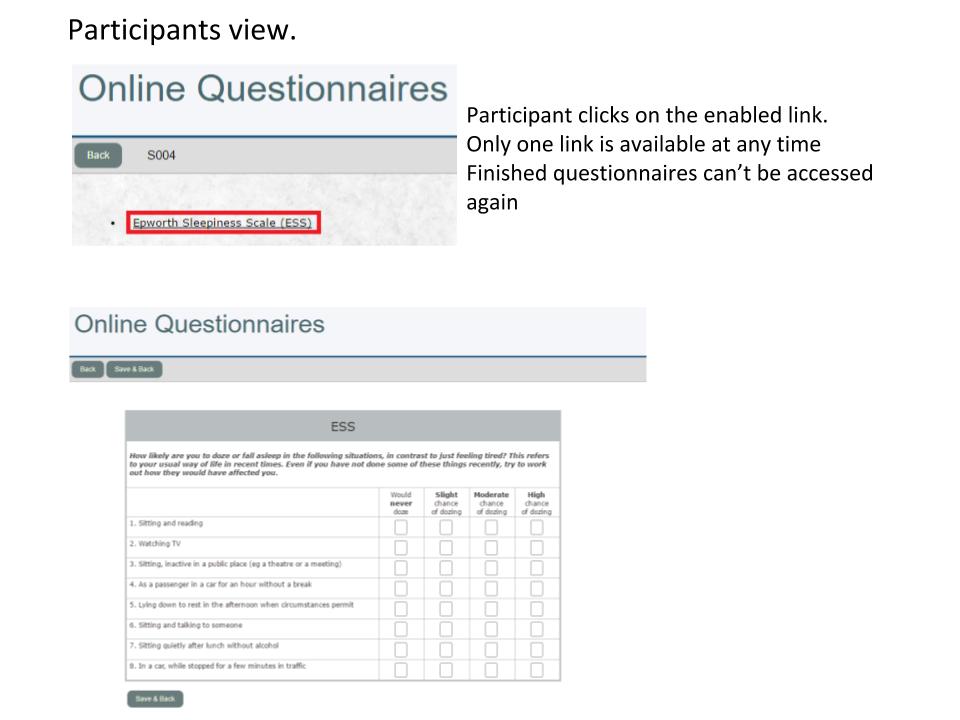 Participants view.
Online Questionnaires
Back S004
Participant clicks on the enabled link.
Only one link is available at any time
Finished questionnaires can’t be accessed
again
• Epworth Sleepiness Scale (ESS)
Online Questionnaires
Back Save & Back
ESS
How likely are you to doze or fall asleep in the following situations, in contrast to just feeling tired? This refers
to your usual way of life in recent times. Even if you have not done some of these things recently, try to work
out how they would have affected you.
Would Slight Moderate High
never chance chance chance
doze of dozing of dozing of dozing
1. Sitting and reading
2. Watching TV
3. Sitting, inactive in a public place (eg a theatre or a meeting)
4. As a passenger in a car for an hour without a break
5. Lying down to rest in the afternoon when circumstances permit
6. Sitting and talking to someone
7. Sitting quietly after lunch without alcohol
8. In a car, while stopped for a few minutes in traffic
Save & Back